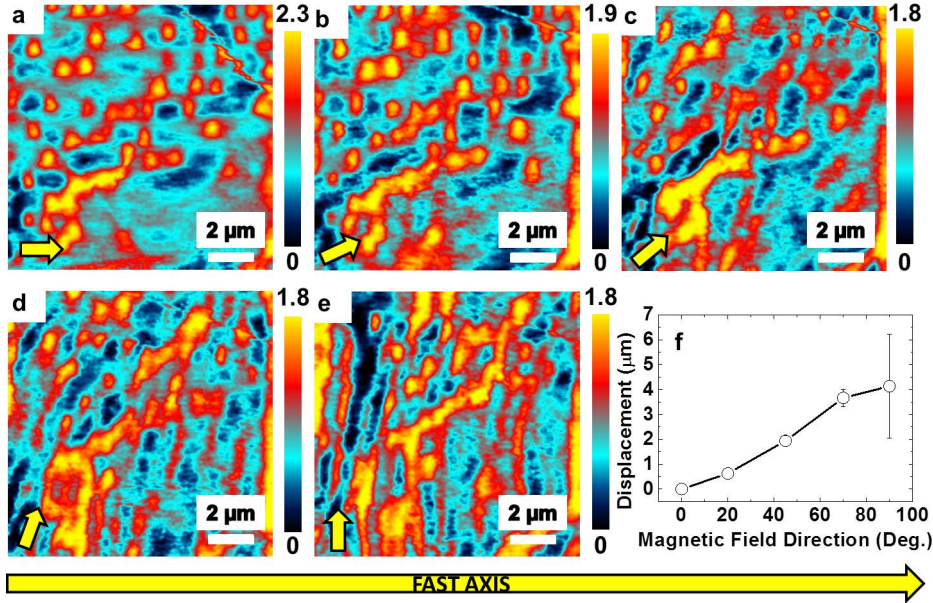 a 2.3
b 1.9
c 1.8
2 µm
2 µm
2 µm
0
0
0
d 1.8
e 1.8
2 µm
2 µm
0
0
f
Displacement (µm)
7
6
5
4
3
2
1
0
0 20 40 60 80 100
Magnetic Field Direction (Deg.)
FAST AXIS